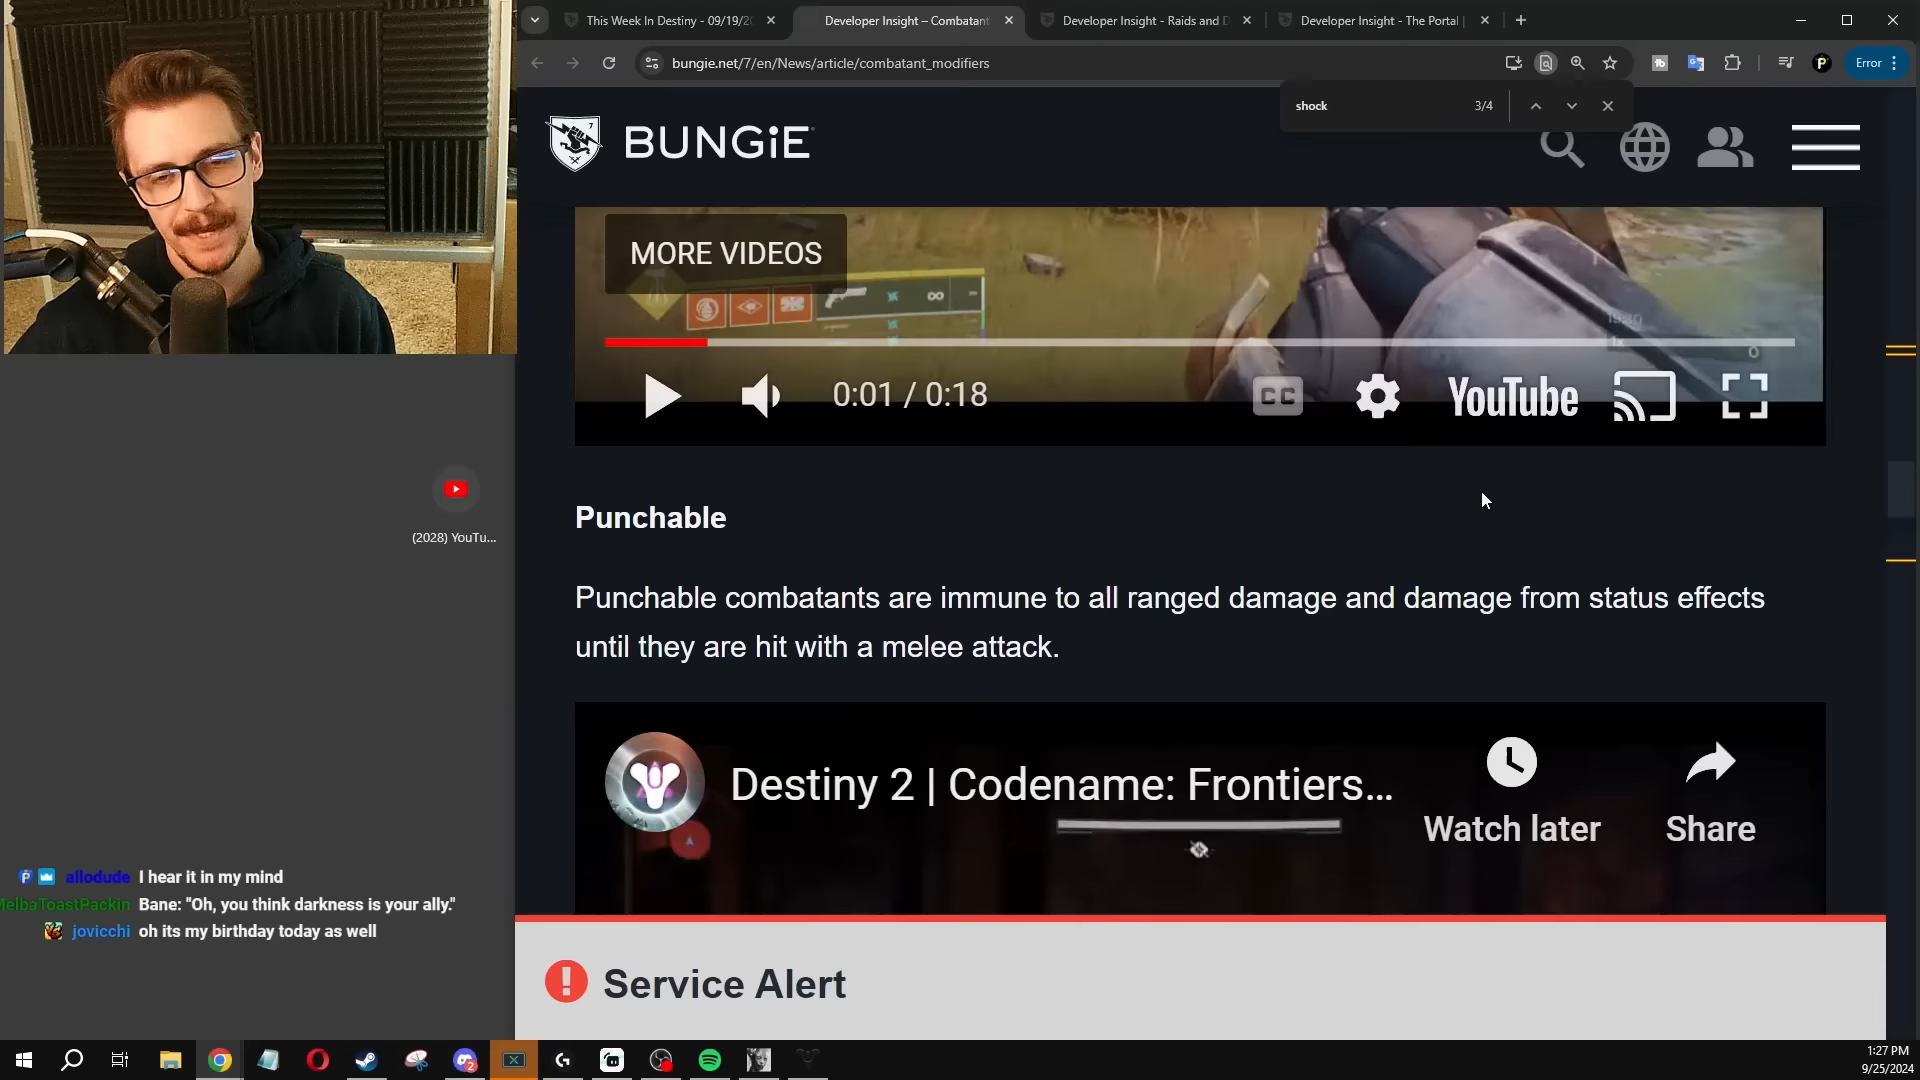 This Week In Destiny - 09/19/2
Developer Insight – Combatant
Developer Insight - Raids and D
Developer Insight - The Portal |
bungie.net/7/en/News/article/combatant_modifiers
Error
shock
3/4
BUNGiE
MORE VIDEOS
0:01 / 0:18
CC
YouTube
(2028) YouTu...
Punchable
Punchable combatants are immune to all ranged damage and damage from status effects
until they are hit with a melee attack.
Destiny 2 | Codename: Frontiers...
Watch later
Share
allodude I hear it in my mind
MelbaToastPackin Bane: "Oh, you think darkness is your ally."
jovicchi oh its my birthday today as well
Service Alert
1:27 PM
9/25/2024